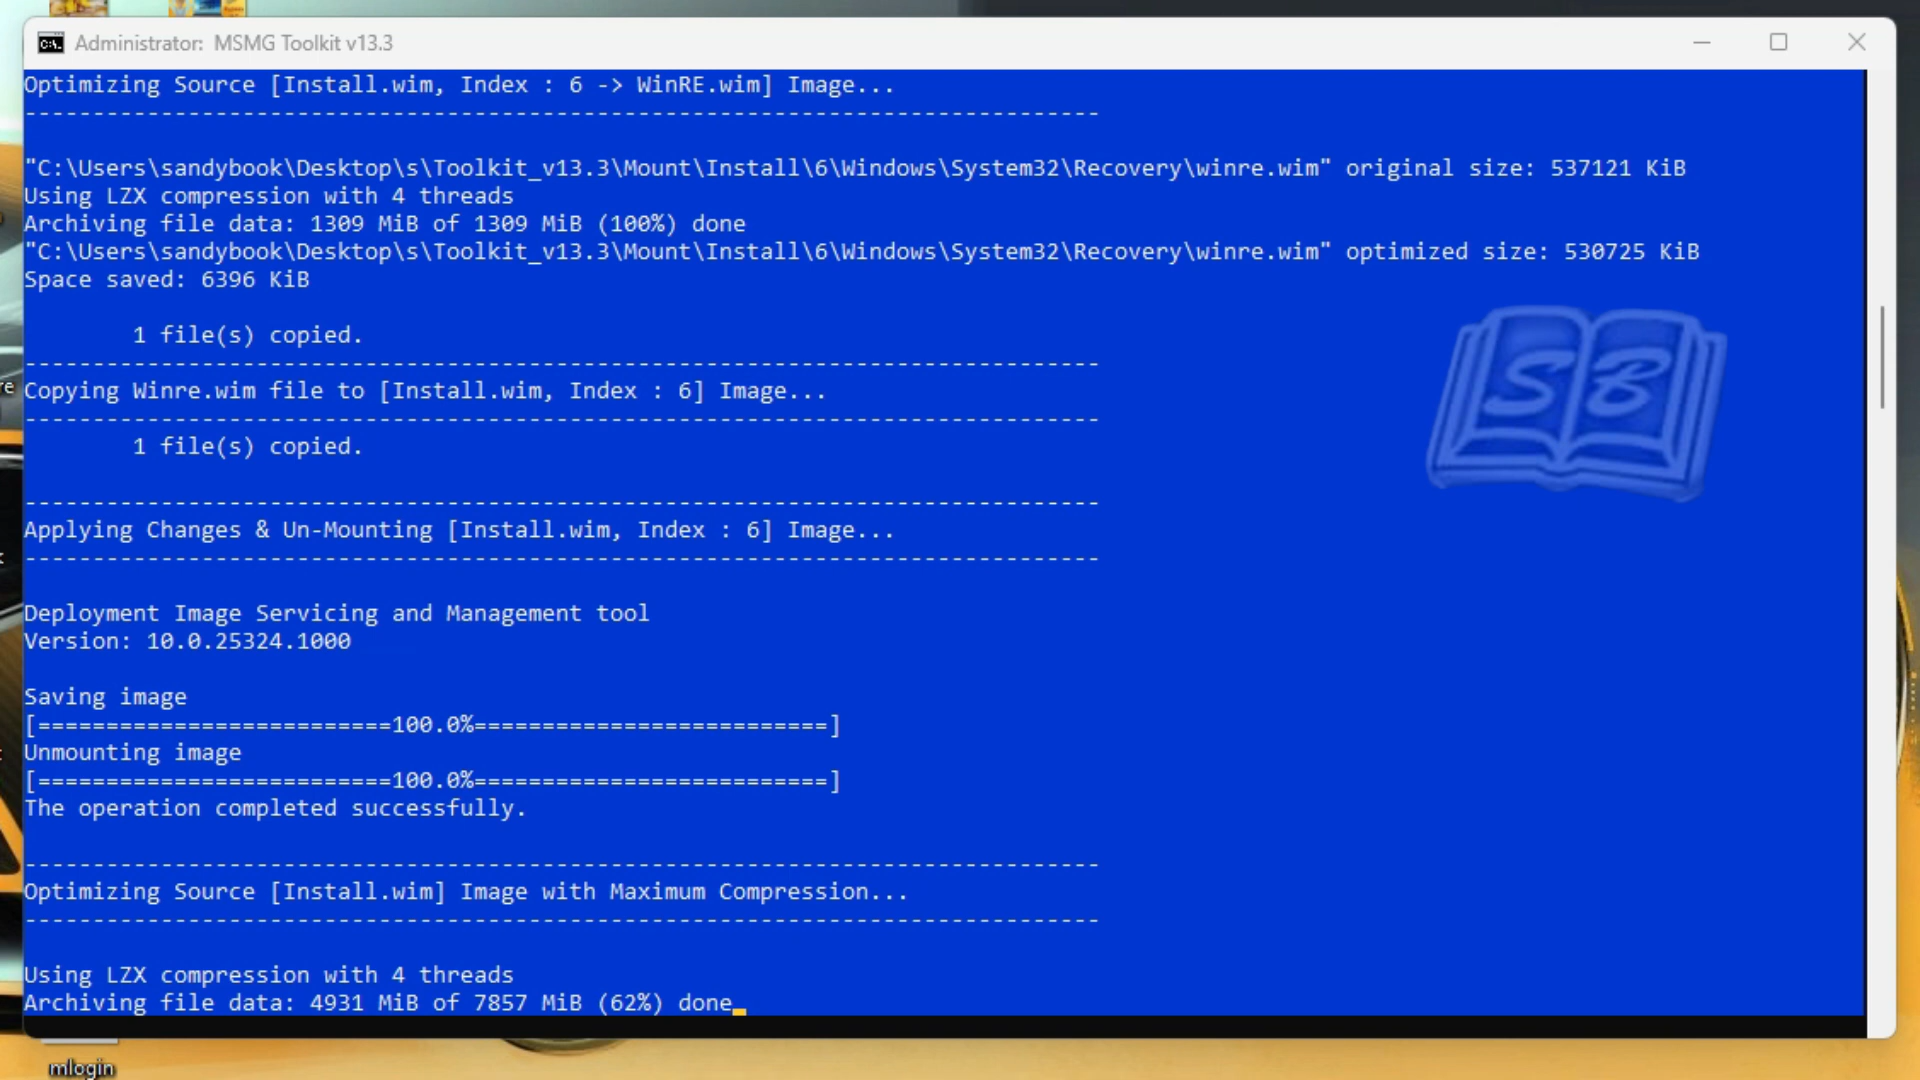 Administrator: MSMG Toolkit v13.3
Optimizing Source [Install.wim, Index : 6 -> WinRE.wim] Image...
-------------------------------------------------------------------------------
"C:\Users\sandybook\Desktop\s\Toolkit_v13.3\Mount\Install\6\Windows\System32\Recovery\winre.wim" original size: 537121 KiB
Using LZX compression with 4 threads
Archiving file data: 1309 MiB of 1309 MiB (100%) done
"C:\Users\sandybook\Desktop\s\Toolkit_v13.3\Mount\Install\6\Windows\System32\Recovery\winre.wim" optimized size: 530725 KiB
Space saved: 6396 KiB
1 file(s) copied.
-------------------------------------------------------------------------------
Copying Winre.wim file to [Install.wim, Index : 6] Image...
-------------------------------------------------------------------------------
1 file(s) copied.
-------------------------------------------------------------------------------
Applying Changes & Un-Mounting [Install.wim, Index : 6] Image...
-------------------------------------------------------------------------------
Deployment Image Servicing and Management tool
Version: 10.0.25324.1000
Saving image
[==========================100.0%==========================]
Unmounting image
[==========================100.0%==========================]
The operation completed successfully.
-------------------------------------------------------------------------------
Optimizing Source [Install.wim] Image with Maximum Compression...
-------------------------------------------------------------------------------
Using LZX compression with 4 threads
Archiving file data: 4931 MiB of 7857 MiB (62%) done
SB
re
mlogin